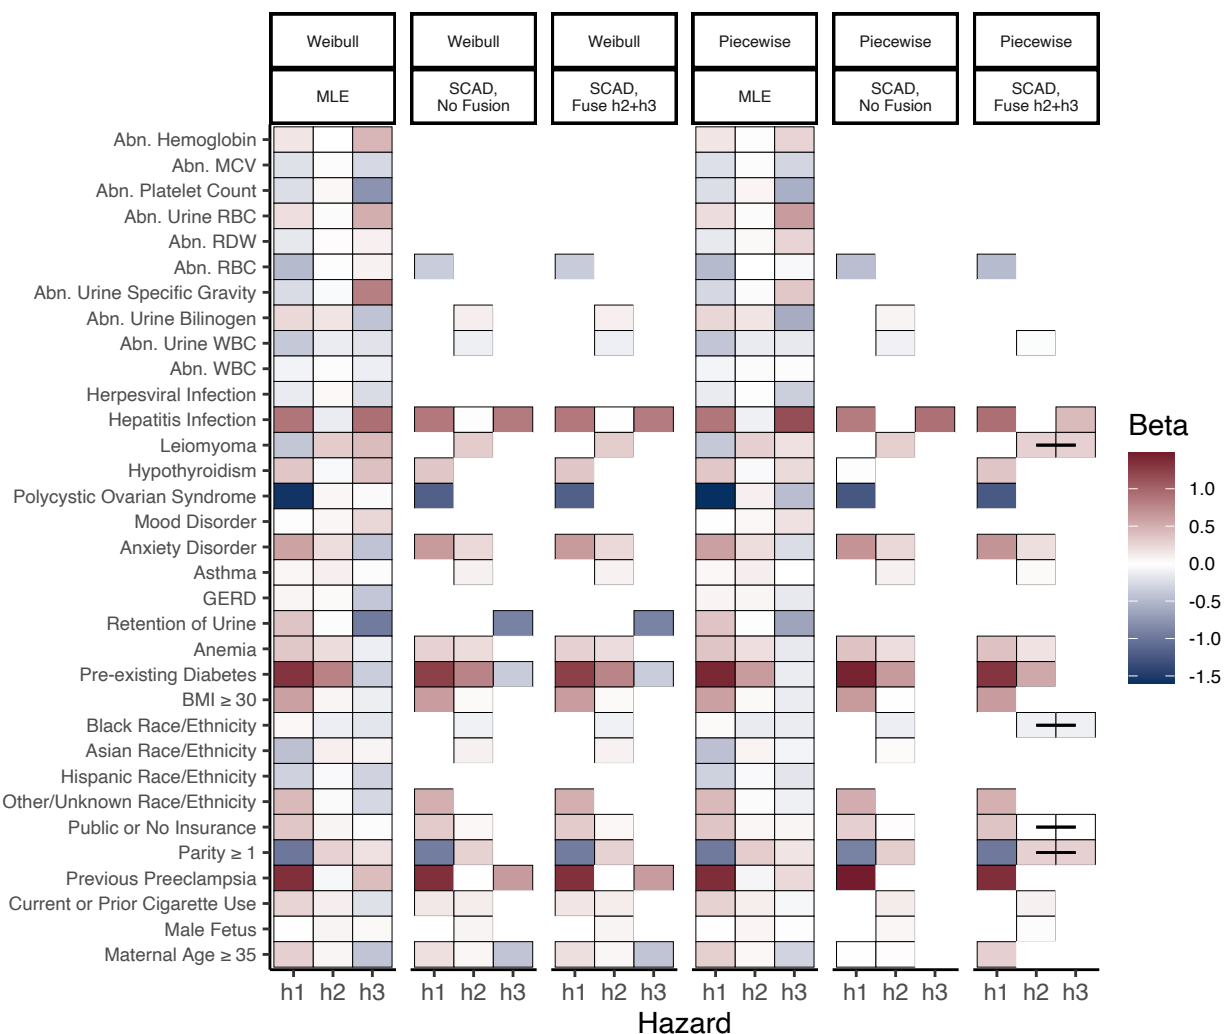 Weibull
Weibull
Weibull
Piecewise
Piecewise
Piecewise
MLE
SCAD,
No Fusion
SCAD,
Fuse h2+h3
MLE
SCAD,
No Fusion
SCAD,
Fuse h2+h3
Abn. Hemoglobin
Abn. MCV
Abn. Platelet Count
Abn. Urine RBC
Abn. RDW
Abn. RBC
Abn. Urine Specific Gravity
Abn. Urine Bilinogen
Abn. Urine WBC
Abn. WBC
Herpesviral Infection
Hepatitis Infection
Leiomyoma
Hypothyroidism
Polycystic Ovarian Syndrome
Mood Disorder
Anxiety Disorder
Asthma
GERD
Retention of Urine
Anemia
Pre-existing Diabetes
BMI ≥ 30
Black Race/Ethnicity
Asian Race/Ethnicity
Hispanic Race/Ethnicity
Other/Unknown Race/Ethnicity
Public or No Insurance
Parity ≥ 1
Previous Preeclampsia
Current or Prior Cigarette Use
Male Fetus
Maternal Age ≥ 35
h1 h2 h3 h1 h2 h3 h1 h2 h3 h1 h2 h3 h1 h2 h3 h1 h2 h3
Hazard
Beta
1.0
0.5
0.0
-0.5
-1.0
-1.5